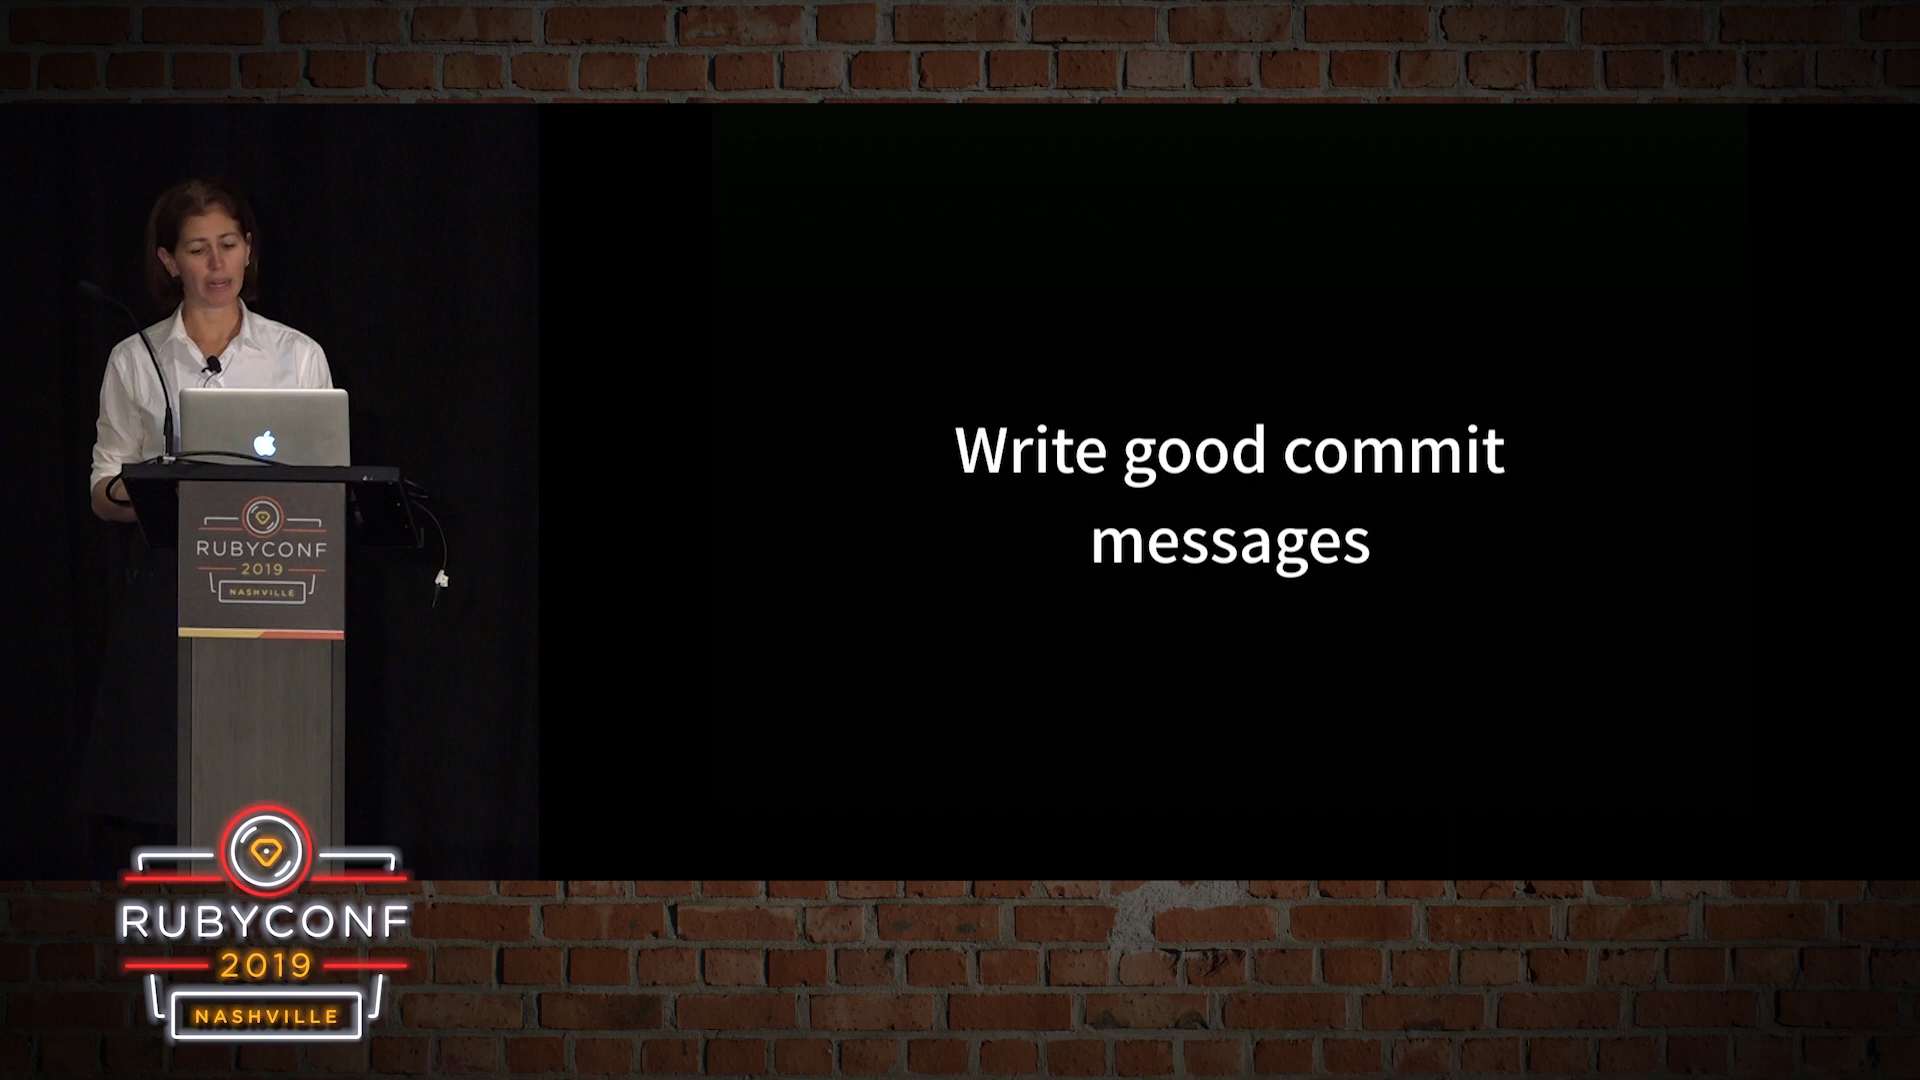 Write good commit
messages
RUBYCONF
2019
NASHVILLE
RUBYCONF
2019
NASHVILLE